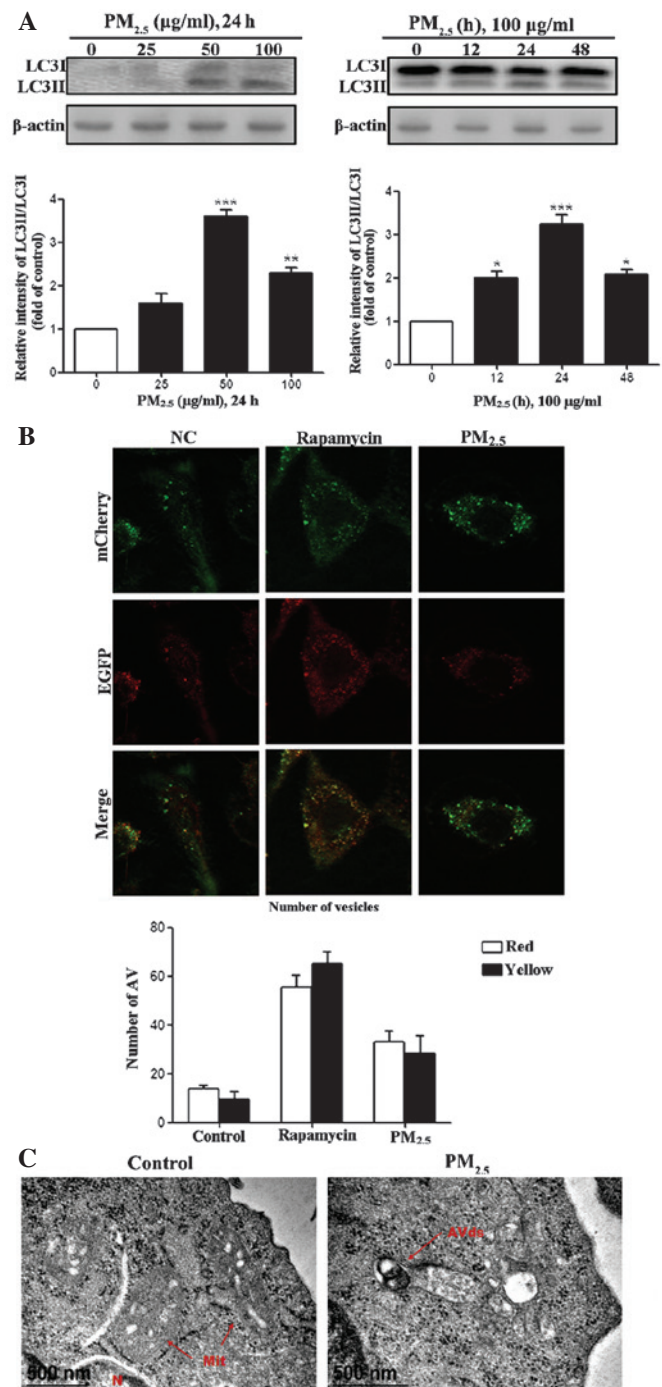 A
PM2.5 (µg/ml), 24 h
0 25 50 100
LC3I
LC3II
β-actin
Relative intensity of LC3II/LC3I
(fold of control)
4
3
2
1
0
***
**
0 25 50 100
PM2.5 (µg/ml), 24 h
PM2.5 (h), 100 µg/ml
0 12 24 48
LC3I
LC3II
β-actin
Relative intensity of LC3II/LC3I
(fold of control)
4
3
2
1
0
*
***
*
0 12 24 48
PM2.5 (h), 100 µg/ml
B
NC Rapamycin PM2.5
mCherry
EGFP
Merge
Number of vesicles
Number of AV
80
60
40
20
0
Control Rapamycin PM2.5
Red
Yellow
C
Control PM2.5
Mit
N
500 nm
AVds
500 nm